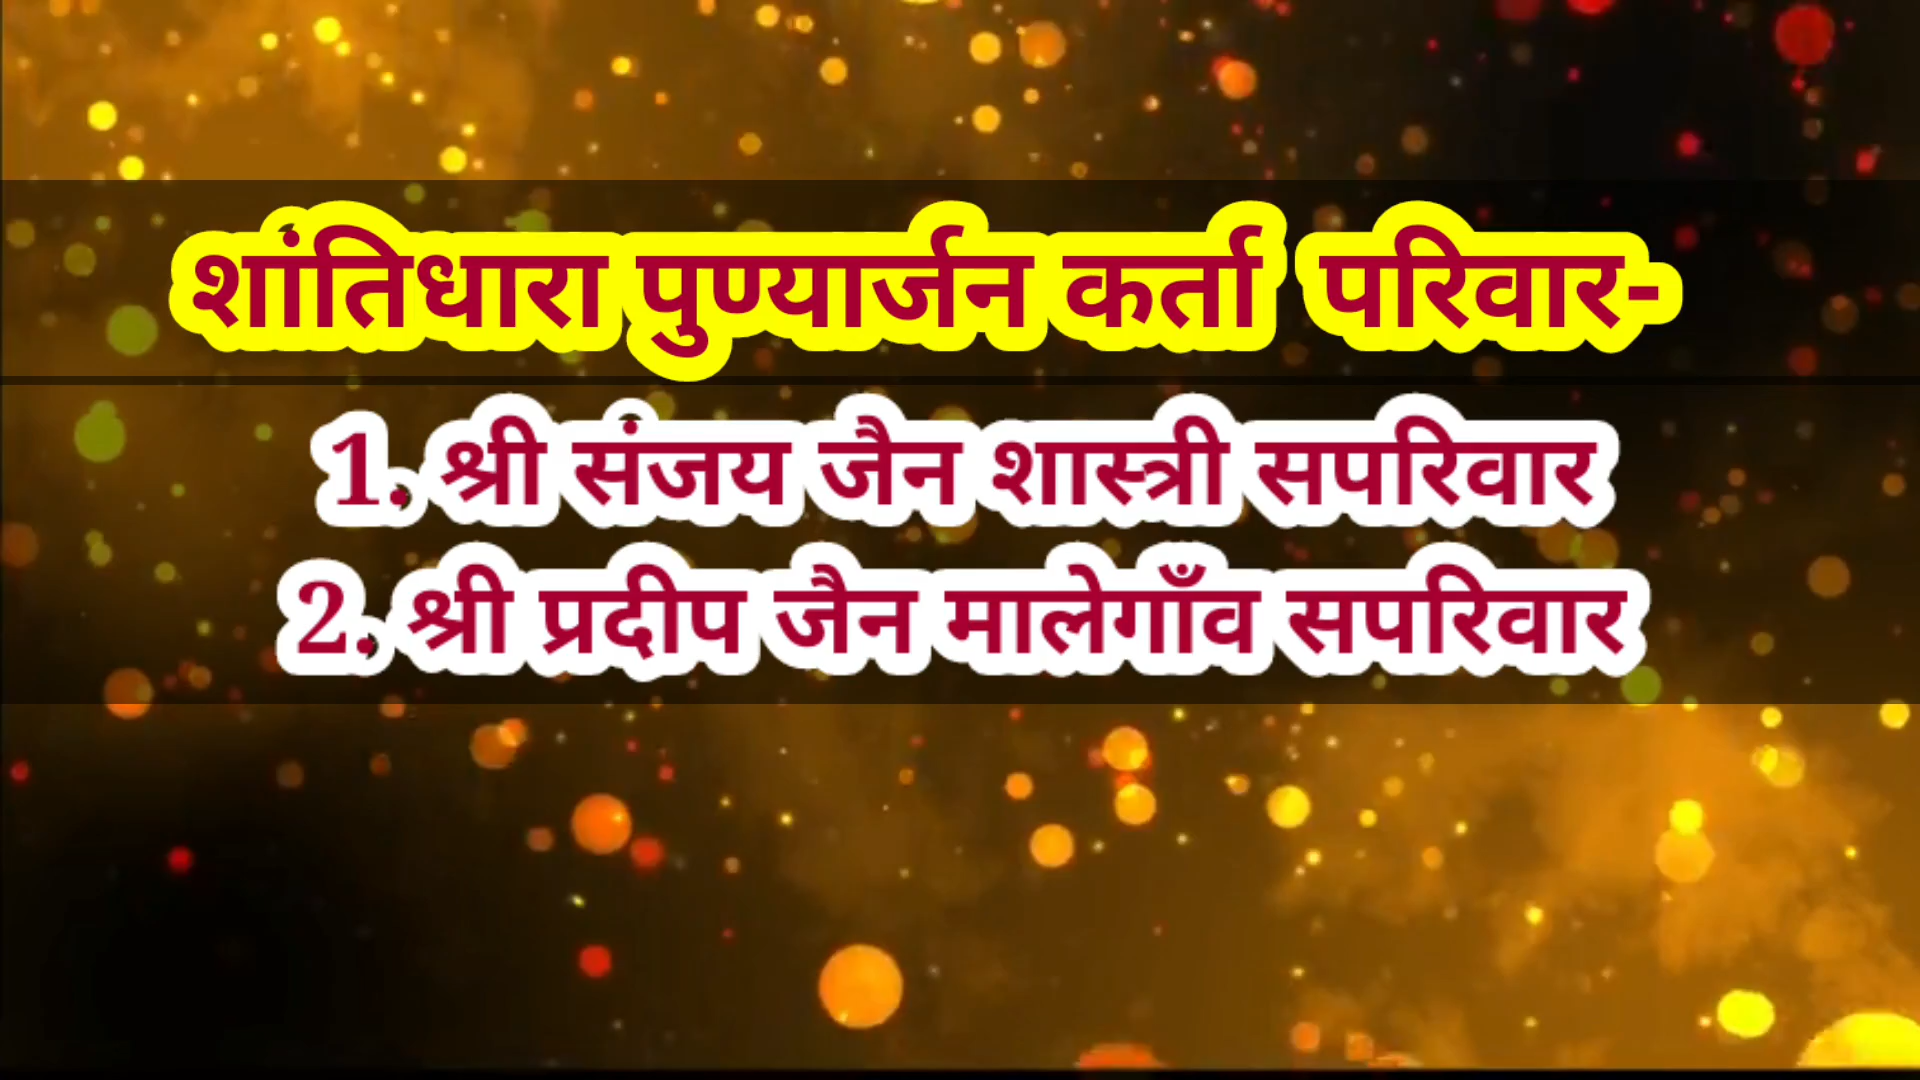 शांतिधारा पुण्यार्जन कर्ता परिवार-
1. श्री संजय जैन शास्त्री सपरिवार
2. श्री प्रदीप जैन मालेगाँव सपरिवार